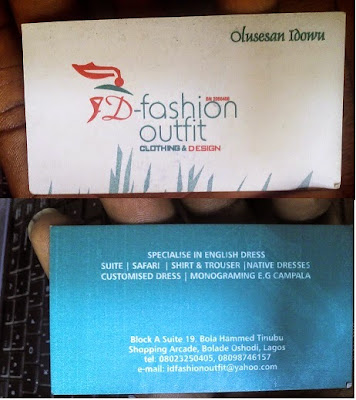 Olusesan Idowu
JD-fashion
outfit
CLOTHING & DESIGN
SPECIALISE IN ENGLISH DRESS
SUITE | SAFARI | SHIRT & TROUSER |NATIVE DRESSES
CUSTOMISED DRESS | MONOGRAMING E.G CAMPALA
Block A Suite 19, Bola Hammed Tinubu
Shopping Arcade, Bolade Oshodi, Lagos
tel: 08023250405, 08098746157
e-mail: idfashionoutfit@yahoo.com